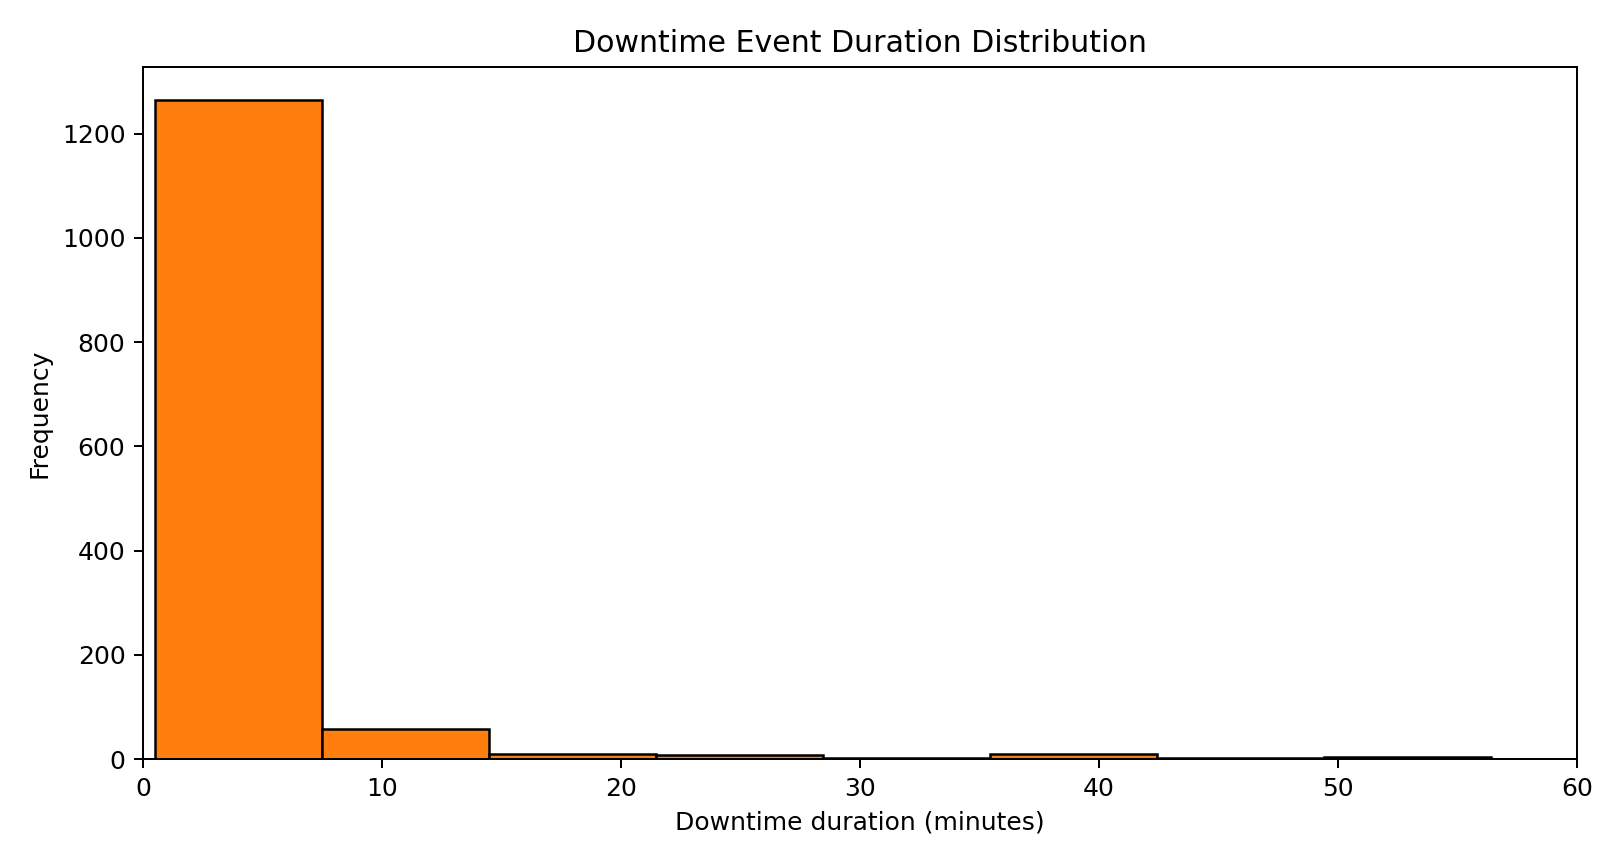 Downtime Event Duration Distribution
1200
1000
800
600
400
200
0
Frequency
0 10 20 30 40 50 60
Downtime duration (minutes)